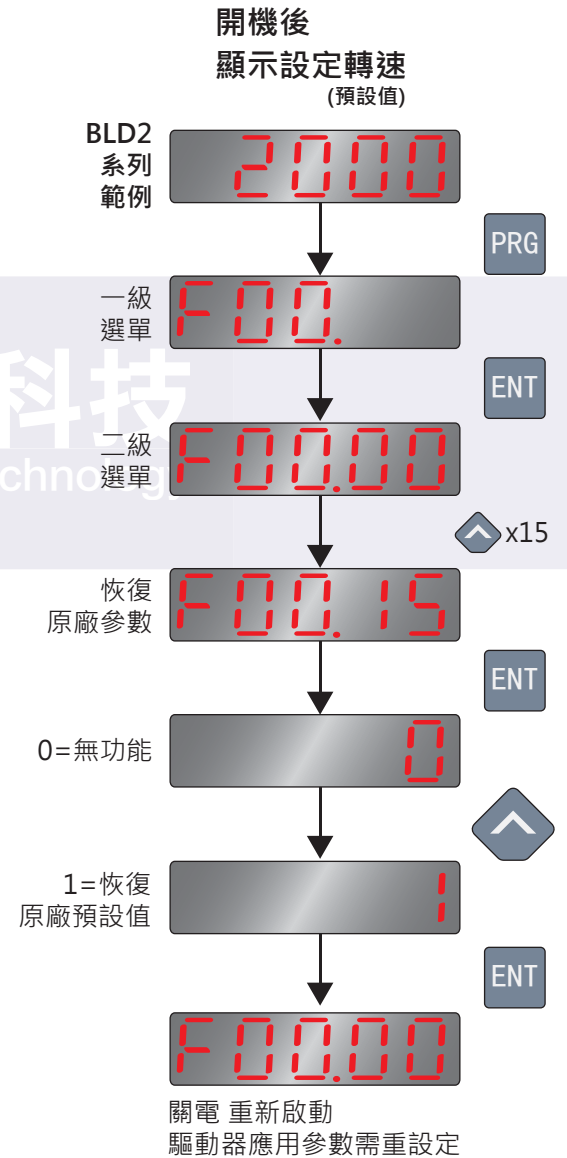 開機後
顯示設定轉速
(預設值)
BLD2
系列
範例
2000
PRG
一級
選單
F00.
科技
ENT
二級
選單
F00.00
chnology
x15
恢復
原廠參數
F00.15
ENT
0=無功能
0
1=恢復
原廠預設值
1
ENT
F00.00
關電 重新啟動
驅動器應用參數需重設定